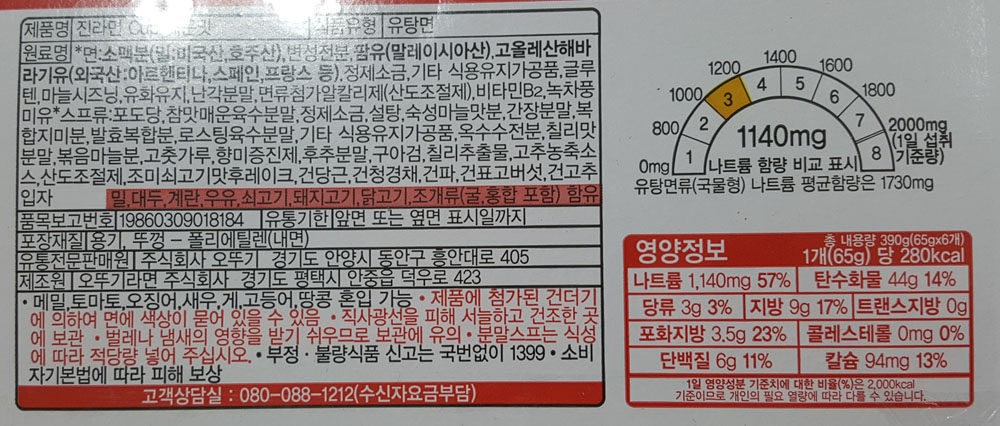 제품명 진라면 식품유형 유탕면
원료명 *면:소맥분(밀:미국산,호주산),변성전분,팜유(말레이시아산),고올레산해바
라기유(외국산:아르헨티나,스페인,프랑스 등),정제소금,기타 식용유지가공품,글루
텐,마늘시즈닝,유화유지,난각분말,면류첨가알칼리제(산도조절제),비타민B2,녹차풍
미유*스프류:포도당,참맛매운육수분말,정제소금,설탕,숙성마늘맛분,간장분말,복
합지미분,발효복합분,로스팅육수분말,기타 식용유지가공품,옥수수전분,칠리맛
분말,볶음마늘분,고춧가루,향미증진제,후추분말,구아검,칠리추출물,고추농축소
스,산도조절제,조미쇠고기맛후레이크,건당근,건청경채,건파,건표고버섯,건고추
입자 밀,대두,계란,우유,쇠고기,돼지고기,닭고기,조개류(굴,홍합 포함) 함유
품목보고번호 19860309018184 유통기한 앞면 또는 옆면 표시일까지
포장재질 용기, 뚜껑 – 폴리에틸렌(내면)
유통전문판매원 주식회사 오뚜기 경기도 안양시 동안구 흥안대로 405
제조원 오뚜기라면 주식회사 경기도 평택시 안중읍 덕우로 423
• 메밀,토마토,오징어,새우,게,고등어,땅콩 혼입 가능 • 제품에 첨가된 건더기
에 의하여 면에 색상이 묻어 있을 수 있음 • 직사광선을 피해 서늘하고 건조한 곳
에 보관 • 벌레나 냄새의 영향을 받기 쉬우므로 보관에 유의 • 분말스프는 식성
에 따라 적당량 넣어 주십시오. • 부정 · 불량식품 신고는 국번없이 1399 • 소비
자기본법에 따라 피해 보상
고객상담실 : 080-088-1212(수신자요금부담)
0mg 800 1000 1200 1400 1600 1800 2000mg
(1일 섭취
기준량)
1 2 3 4 5 6 7 8
1140mg
나트륨 함량 비교 표시
유탕면류(국물형) 나트륨 평균함량은 1730mg
영양정보 총 내용량 390g(65gx6개)
1개(65g) 당 280kcal
나트륨 1,140mg 57% 탄수화물 44g 14%
당류 3g 3% 지방 9g 17% 트랜스지방 0g
포화지방 3.5g 23% 콜레스테롤 0mg 0%
단백질 6g 11% 칼슘 94mg 13%
1일 영양성분 기준치에 대한 비율(%)은 2,000kcal
기준이므로 개인의 필요 열량에 따라 다를 수 있습니다.